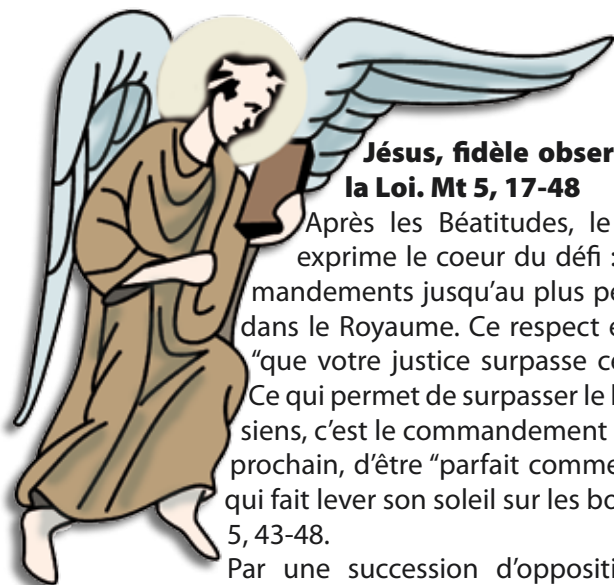 Jésus, fidèle obser
la Loi. Mt 5, 17-48
Après les Béatitudes, le
exprime le coeur du défi :
mandements jusqu'au plus pe
dans le Royaume. Ce respect e
“que votre justice surpasse c
Ce qui permet de surpasser le
siens, c'est le commandement
prochain, d'être “parfait comme
qui fait lever son soleil sur les bo
5, 43-48.
Par une succession d'oppositi